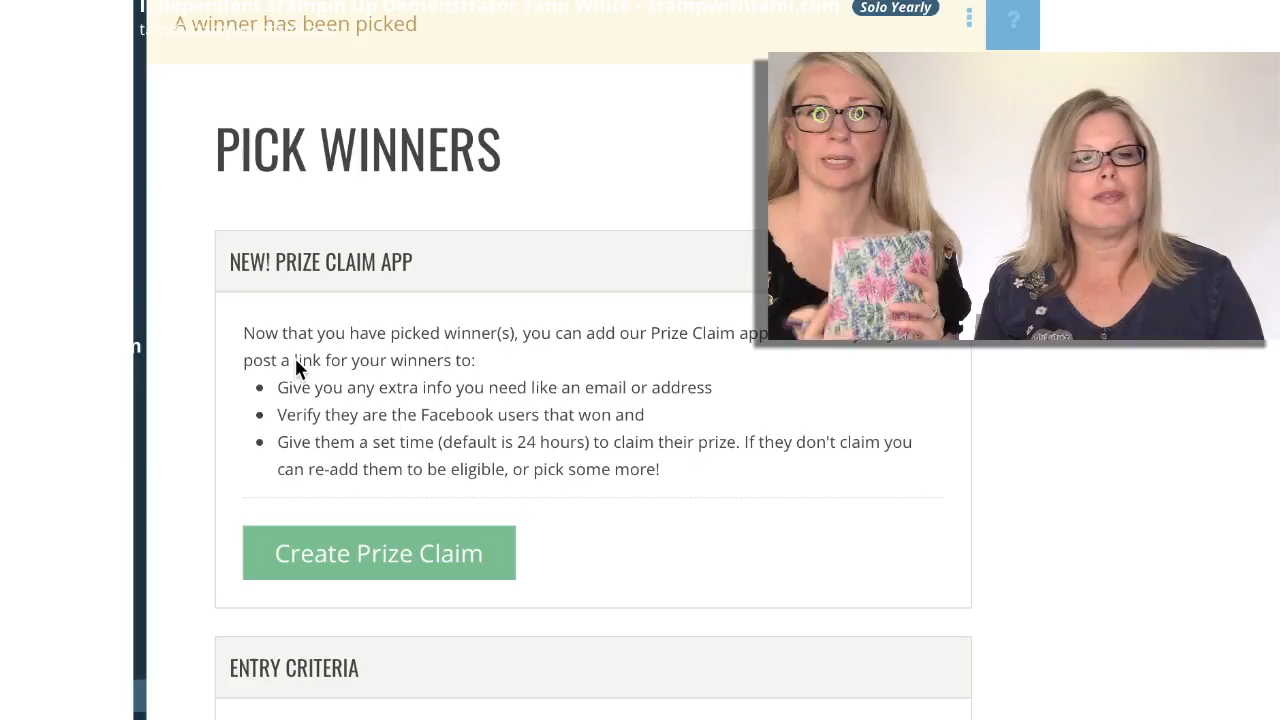 Independent Stampin Up Demonstrator Tami White - stampwithtami.com
Solo Yearly
A winner has been picked
?
PICK WINNERS
NEW! PRIZE CLAIM APP
Now that you have picked winner(s), you can add our Prize Claim app
post a link for your winners to:
Give you any extra info you need like an email or address
Verify they are the Facebook users that won and
Give them a set time (default is 24 hours) to claim their prize. If they don't claim you
can re-add them to be eligible, or pick some more!
Create Prize Claim
ENTRY CRITERIA